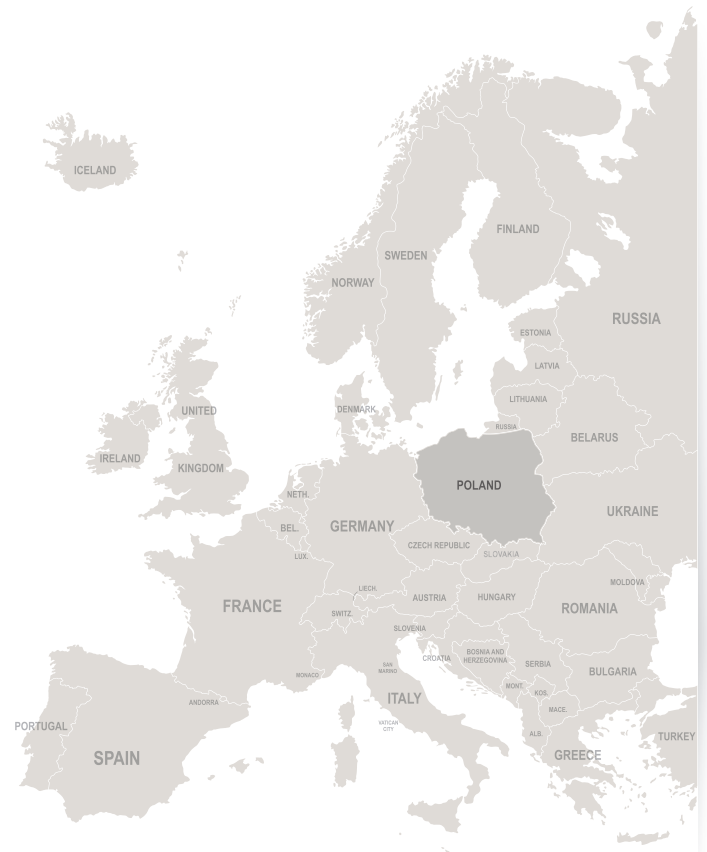 ICELAND
FINLAND
SWEDEN
NORWAY
RUSSIA
ESTONIA
LATVIA
LITHUANIA
DENMARK
UNITED
KINGDOM
RUSSIA
BELARUS
IRELAND
POLAND
NETH.
UKRAINE
GERMANY
BEL.
CZECH REPUBLIC
SLOVAKIA
LUX.
MOLDOVA
LIECH.
AUSTRIA
HUNGARY
FRANCE
ROMANIA
SWITZ.
SLOVENIA
CROATIA
BOSNIA AND
HERZEGOVINA
SERBIA
SAN
MARINO
BULGARIA
MONACO
MONT.
KOS.
ANDORRA
ITALY
MACE.
VATICAN
CITY
PORTUGAL
ALB.
TURKEY
SPAIN
GREECE